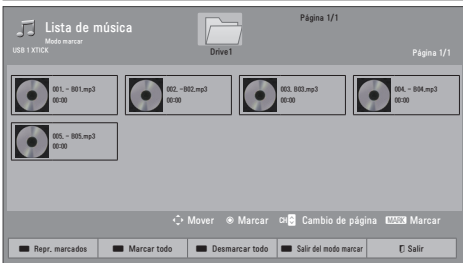 Lista de música
Modo marcar
USB 1 XTICK
Drive1
Página 1/1
Página 1/1
001. - B01.mp3
00:00
002. -B02.mp3
00:00
003. B03.mp3
00:00
004. - B04.mp3
00:00
005. - B05.mp3
00:00
Mover Marcar CH Cambio de página MARK Marcar
Repr. marcados Marcar todo Desmarcar todo Salir del modo marcar Salir